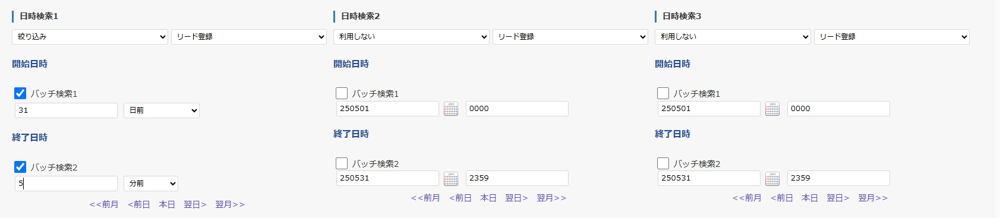 日時検索1
絞り込み リード登録
開始日時
バッチ検索1
31 日前
終了日時
バッチ検索2
5 分前
<<前月 <前日 本日 翌日> 翌月>>
日時検索2
利用しない リード登録
開始日時
バッチ検索1
250501 JAN 0000
終了日時
バッチ検索2
250531 JAN 2359
<<前月 <前日 本日 翌日> 翌月>>
日時検索3
利用しない リード登録
開始日時
バッチ検索1
250501 JAN 0000
終了日時
バッチ検索2
250531 JAN 2359
<<前月 <前日 本日 翌日> 翌月>>